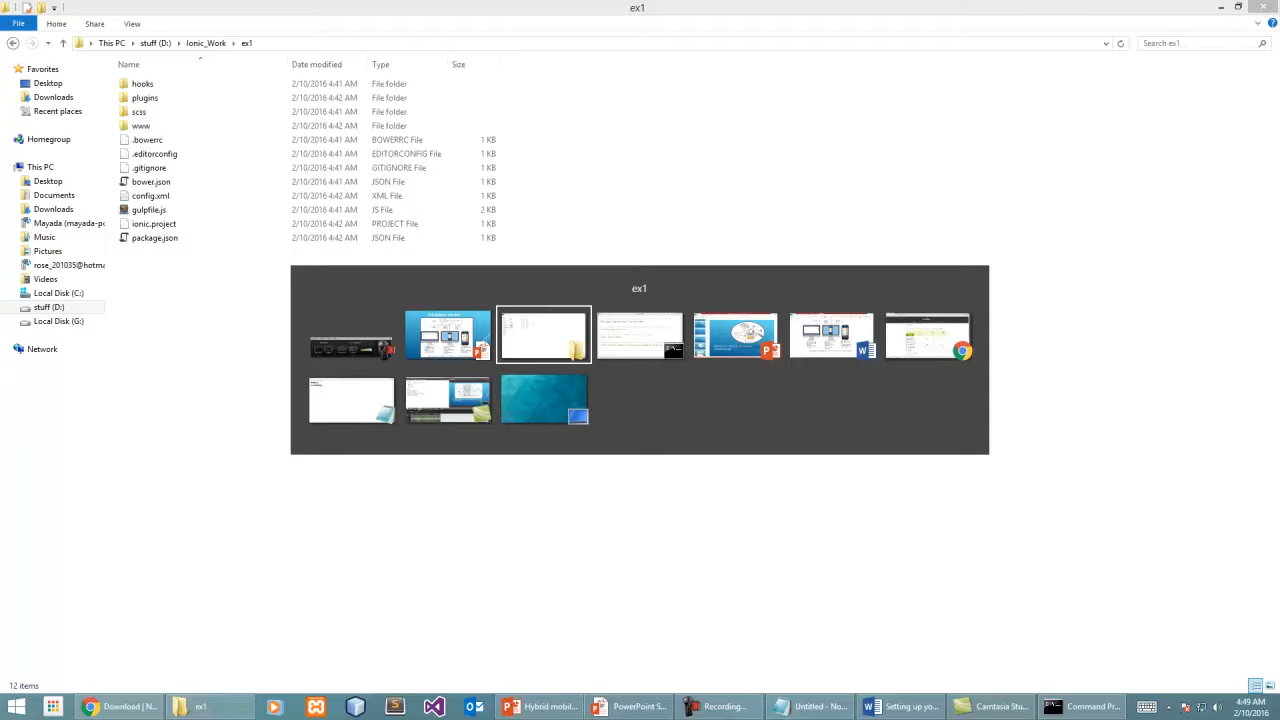 ex1
File Home Share View
This PC stuff (D:) Ionic_Work ex1 Search ex1
Name Date modified Type Size
Favorites
Desktop
Downloads
Recent places
Homegroup
This PC
Desktop
Documents
Downloads
Mayada (mayada-pc
Music
Pictures
rose_201035@hotma
Videos
Local Disk (C:)
stuff (D:)
Local Disk (G:)
Network
hooks 2/10/2016 4:41 AM File folder
plugins 2/10/2016 4:42 AM File folder
scss 2/10/2016 4:41 AM File folder
www 2/10/2016 4:42 AM File folder
.bowerrc 2/10/2016 4:41 AM BOWERRC File 1 KB
.editorconfig 2/10/2016 4:41 AM EDITORCONFIG File 1 KB
.gitignore 2/10/2016 4:41 AM GITIGNORE File 1 KB
bower.json 2/10/2016 4:41 AM JSON File 1 KB
config.xml 2/10/2016 4:42 AM XML File 1 KB
gulpfile.js 2/10/2016 4:41 AM JS File 2 KB
ionic.project 2/10/2016 4:42 AM PROJECT File 1 KB
package.json 2/10/2016 4:42 AM JSON File 1 KB
ex1
12 items
Download | N... ex1 Hybrid mobil... PowerPoint S... Recording... Untitled - No... Setting up yo... Camtasia Stu... Command Pr... 4:49 AM
2/10/2016